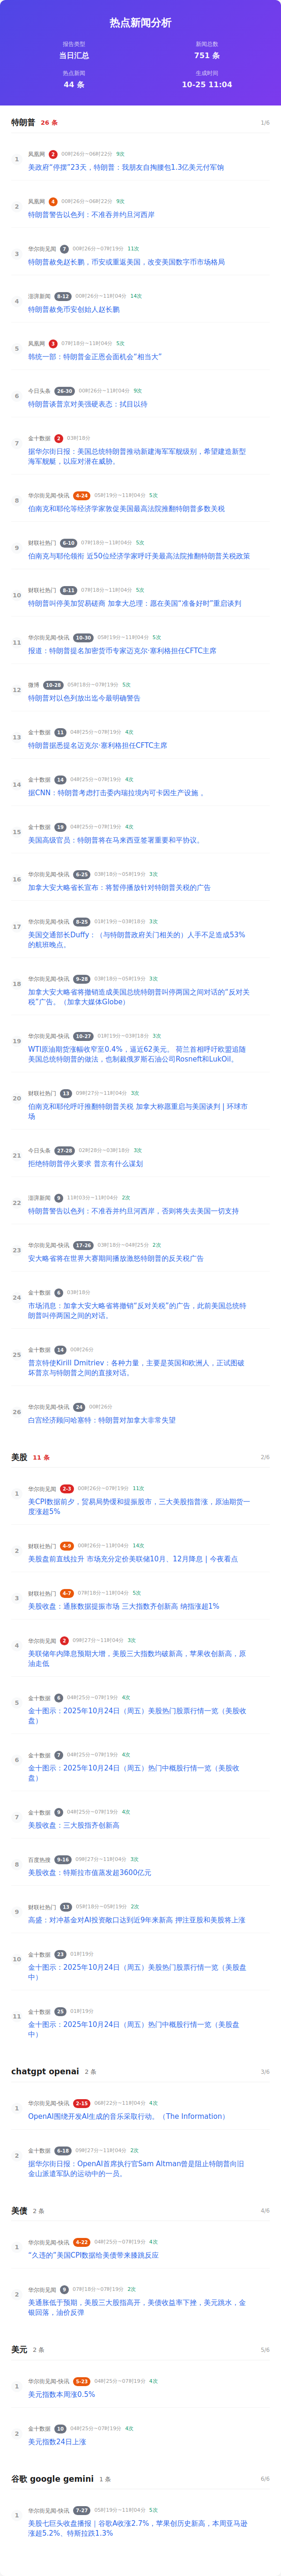 热点新闻分析
报告类型
当日汇总
新闻总数
751 条
热点新闻
44 条
生成时间
10-25 11:04
特朗普 26 条 1/6
1 凤凰网 2 00时26分~06时22分 9次
美政府“停摆”23天，特朗普：我朋友自掏腰包1.3亿美元付军饷
2 凤凰网 4 00时26分~06时22分 9次
特朗普警告以色列：不准吞并约旦河西岸
3 华尔街见闻 7 00时26分~07时19分 11次
特朗普赦免赵长鹏，币安或重返美国，改变美国数字币市场格局
4 澎湃新闻 8-12 00时26分~11时04分 14次
特朗普赦免币安创始人赵长鹏
5 凤凰网 3 07时18分~11时04分 5次
韩统一部：特朗普金正恩会面机会“相当大”
6 今日头条 26-30 00时26分~11时04分 9次
特朗普谈普京对美强硬表态：拭目以待
7 金十数据 2 03时18分
据华尔街日报：美国总统特朗普推动新建海军军舰级别，希望建造新型
海军舰艇，以应对潜在威胁。
8 华尔街见闻-快讯 4-24 05时19分~11时04分 5次
伯南克和耶伦等经济学家敦促美国最高法院推翻特朗普多数关税
9 财联社热门 6-10 07时18分~11时04分 5次
伯南克与耶伦领衔 近50位经济学家呼吁美最高法院推翻特朗普关税政策
10 财联社热门 8-11 07时18分~11时04分 5次
特朗普叫停美加贸易磋商 加拿大总理：愿在美国“准备好时”重启谈判
11 华尔街见闻-快讯 10-30 05时19分~11时04分 5次
报道：特朗普提名加密货币专家迈克尔·塞利格担任CFTC主席
12 微博 10-28 05时18分~07时19分 5次
特朗普对以色列放出迄今最明确警告
13 金十数据 11 04时25分~07时19分 4次
特朗普据悉提名迈克尔·塞利格担任CFTC主席
14 金十数据 14 04时25分~07时19分 4次
据CNN：特朗普考虑打击委内瑞拉境内可卡因生产设施 。
15 金十数据 19 04时25分~07时19分 4次
美国高级官员：特朗普将在马来西亚签署重要和平协议。
16 华尔街见闻-快讯 6-25 03时18分~05时19分 3次
加拿大安大略省长宣布：将暂停播放针对特朗普关税的广告
17 华尔街见闻-快讯 8-25 01时19分~03时18分 3次
美国交通部长Duffy：（与特朗普政府关门相关的）人手不足造成53%
的航班晚点。
18 华尔街见闻-快讯 9-28 03时18分~05时19分 3次
加拿大安大略省将撤销造成美国总统特朗普叫停两国之间对话的“反对关
税”广告。（加拿大媒体Globe）
19 华尔街见闻-快讯 10-27 01时19分~03时18分 3次
WTI原油期货涨幅收窄至0.4%，逼近62美元。 荷兰首相呼吁欧盟追随
美国总统特朗普的做法，也制裁俄罗斯石油公司Rosneft和LukOil。
20 财联社热门 13 09时27分~11时04分 3次
伯南克和耶伦呼吁推翻特朗普关税 加拿大称愿重启与美国谈判 | 环球市
场
21 今日头条 27-28 02时28分~03时18分 3次
拒绝特朗普停火要求 普京有什么谋划
22 澎湃新闻 9 11时03分~11时04分 2次
特朗普警告以色列：不准吞并约旦河西岸，否则将失去美国一切支持
23 华尔街见闻-快讯 17-26 03时18分~04时25分 2次
安大略省将在世界大赛期间播放激怒特朗普的反关税广告
24 金十数据 6 03时18分
市场消息：加拿大安大略省将撤销“反对关税”的广告，此前美国总统特
朗普叫停两国之间的对话。
25 金十数据 14 00时26分
普京特使Kirill Dmitriev：各种力量，主要是英国和欧洲人，正试图破
坏普京与特朗普之间的直接对话。
26 华尔街见闻-快讯 24 00时26分
白宫经济顾问哈塞特：特朗普对加拿大非常失望
美股 11 条 2/6
1 华尔街见闻 2-3 00时26分~07时19分 11次
美CPI数据前夕，贸易局势缓和提振股市，三大美股指普涨，原油期货一
度涨超5%
2 财联社热门 4-9 00时26分~11时04分 14次
美股盘前直线拉升 市场充分定价美联储10月、12月降息 | 今夜看点
3 财联社热门 4-7 07时18分~11时04分 5次
美股收盘：通胀数据提振市场 三大指数齐创新高 纳指涨超1%
4 华尔街见闻 2 09时27分~11时04分 3次
美联储年内降息预期大增，美股三大指数均破新高，苹果收创新高，原
油走低
5 金十数据 6 04时25分~07时19分 4次
金十图示：2025年10月24日（周五）美股热门股票行情一览（美股收
盘）
6 金十数据 7 04时25分~07时19分 4次
金十图示：2025年10月24日（周五）热门中概股行情一览（美股收
盘）
7 金十数据 9 04时25分~07时19分 4次
美股收盘：三大股指齐创新高
8 百度热搜 9-16 09时27分~11时04分 3次
美股收盘：特斯拉市值蒸发超3600亿元
9 财联社热门 13 05时18分~05时19分 2次
高盛：对冲基金对AI投资敞口达到近9年来新高 押注亚股和美股将上涨
10 金十数据 23 01时19分
金十图示：2025年10月24日（周五）美股热门股票行情一览（美股盘
中）
11 金十数据 25 01时19分
金十图示：2025年10月24日（周五）热门中概股行情一览（美股盘
中）
chatgpt openai 2 条 3/6
1 华尔街见闻-快讯 2-15 06时22分~11时04分 4次
OpenAI围绕开发AI生成的音乐采取行动。（The Information）
2 金十数据 6-18 09时27分~11时04分 2次
据华尔街日报：OpenAI首席执行官Sam Altman曾是阻止特朗普向旧
金山派遣军队的运动中的一员。
美债 2 条 4/6
1 华尔街见闻-快讯 4-22 04时25分~07时19分 4次
“久违的”美国CPI数据给美债带来膝跳反应
2 华尔街见闻 9 07时18分~07时19分 2次
美通胀低于预期，美股三大股指高开，美债收益率下挫，美元跳水，金
银回落，油价反弹
美元 2 条 5/6
1 华尔街见闻-快讯 5-23 04时25分~07时19分 4次
美元指数本周涨0.5%
2 金十数据 10 04时25分~07时19分 4次
美元指数24日上涨
谷歌 google gemini 1 条 6/6
1 华尔街见闻-快讯 7-27 05时19分~11时04分 5次
美股七巨头收盘播报｜谷歌A收涨2.7%，苹果创历史新高，本周亚马逊
涨超5.2%、特斯拉跌1.3%